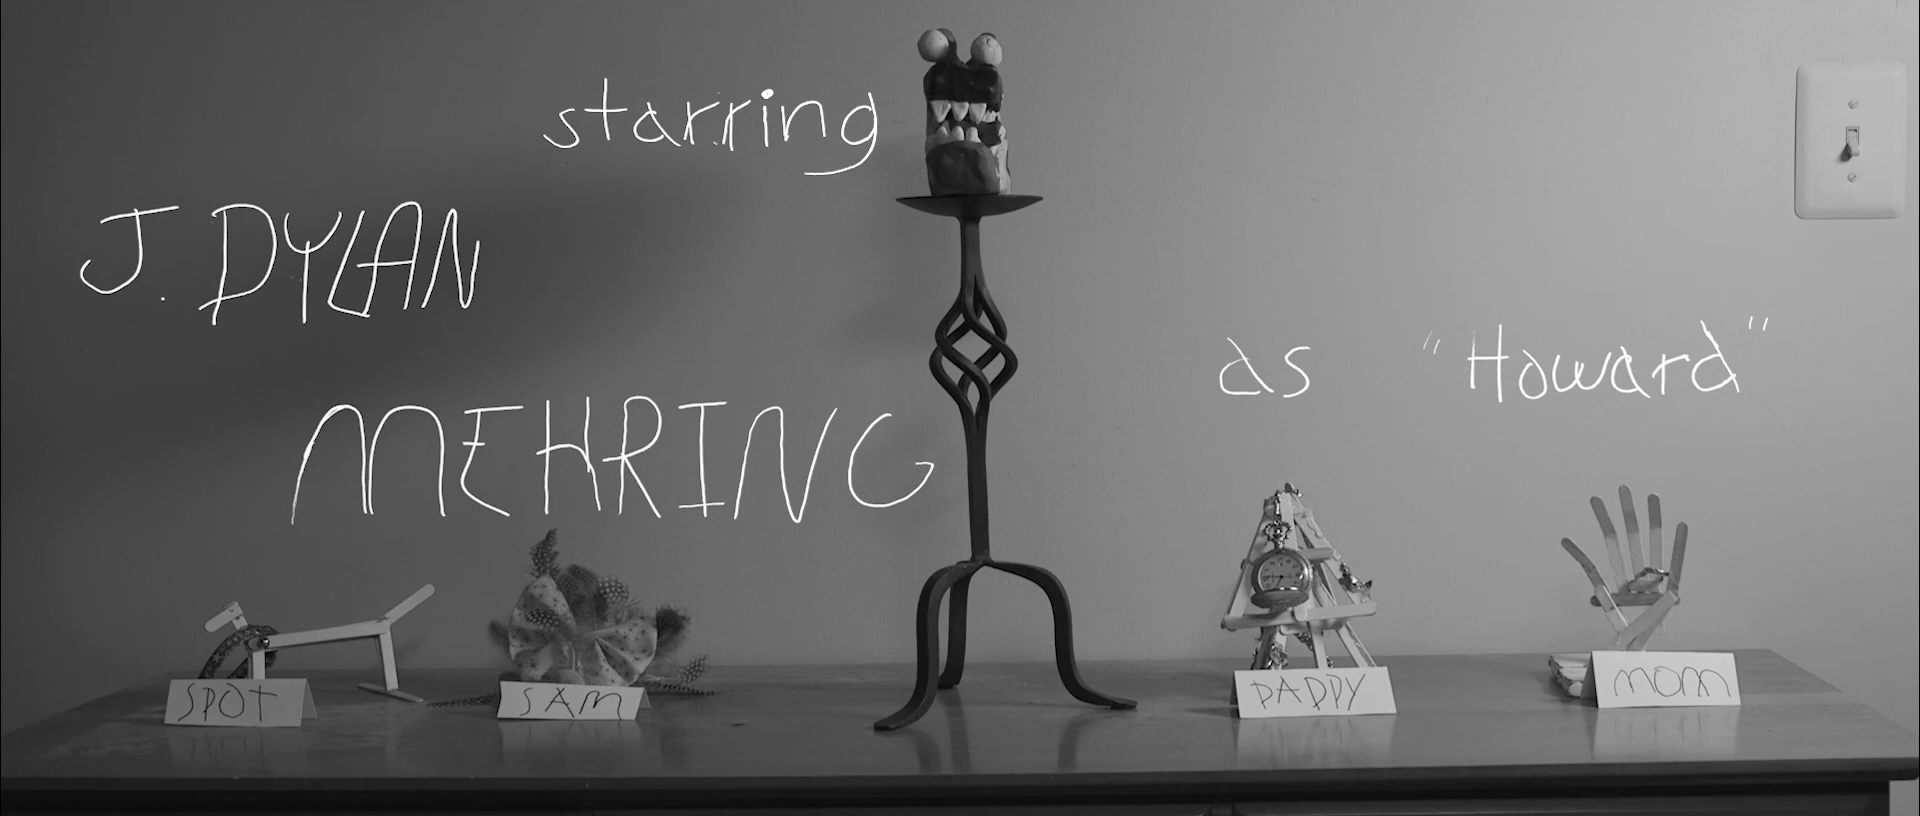 starring
J. DYLAN
MEHRING
as "Howard"
SPOT
SAM
DADDY
MOM